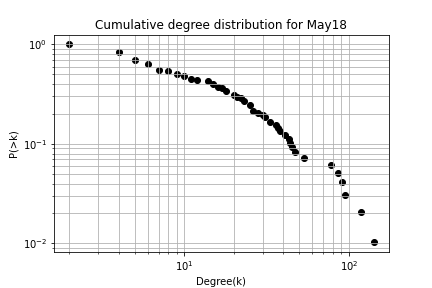 Cumulative degree distribution for May18
10⁰
10⁻¹
10⁻²
P(>k)
10¹
10²
Degree(k)